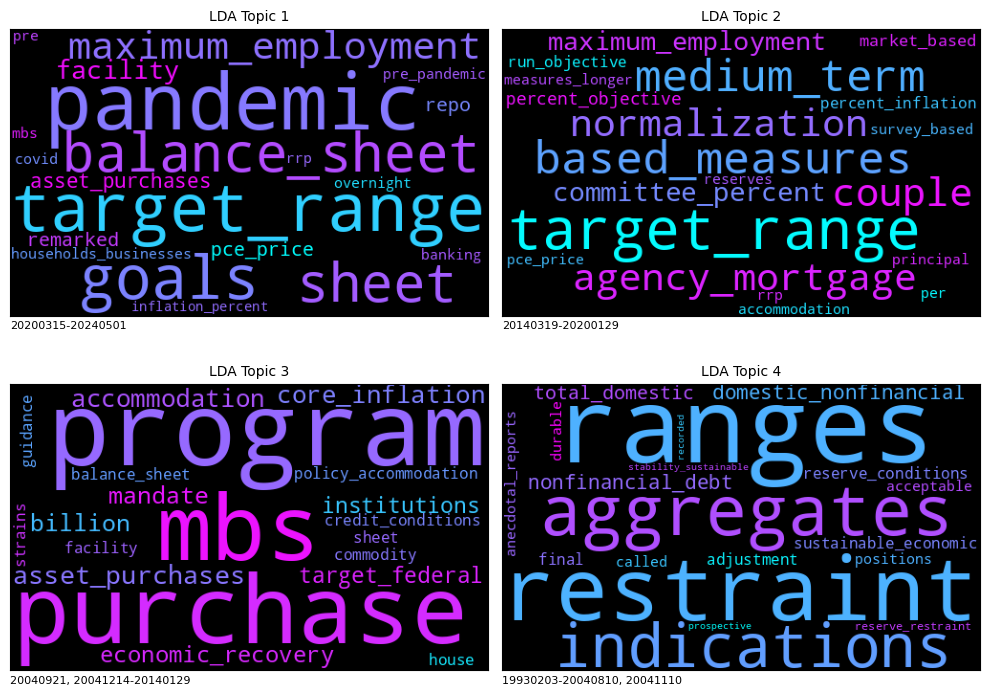 LDA Topic 1
pre
maximum_employment
facility
pre_pandemic
pandemic
repo
mbs
balance_sheet
covid
rrp
asset_purchases
overnight
target_range
remarked
pce_price
households_businesses
banking
goals
sheet
inflation_percent
20200315-20240501
LDA Topic 2
maximum_employment
market_based
run_objective
medium_term
measures_longer
percent_objective
percent_inflation
normalization
survey_based
based_measures
reserves
committee_percent
couple
target_range
pce_price
principal
agency_mortgage
rrp
per
accommodation
20140319-20200129
LDA Topic 3
accommodation
core_inflation
guidance
program
balance_sheet
policy_accommodation
mandate
institutions
billion
mbs
credit_conditions
strains
sheet
facility
commodity
asset_purchases
target_federal
purchase
economic_recovery
house
20040921, 20041214-20140129
LDA Topic 4
total_domestic
domestic_nonfinancial
durable
ranges
recorded
anecdotal_reports
stability_sustainable
reserve_conditions
nonfinancial_debt
acceptable
aggregates
sustainable_economic
final
called
adjustment
positions
restraint
prospective
reserve_restraint
indications
19930203-20040810, 20041110